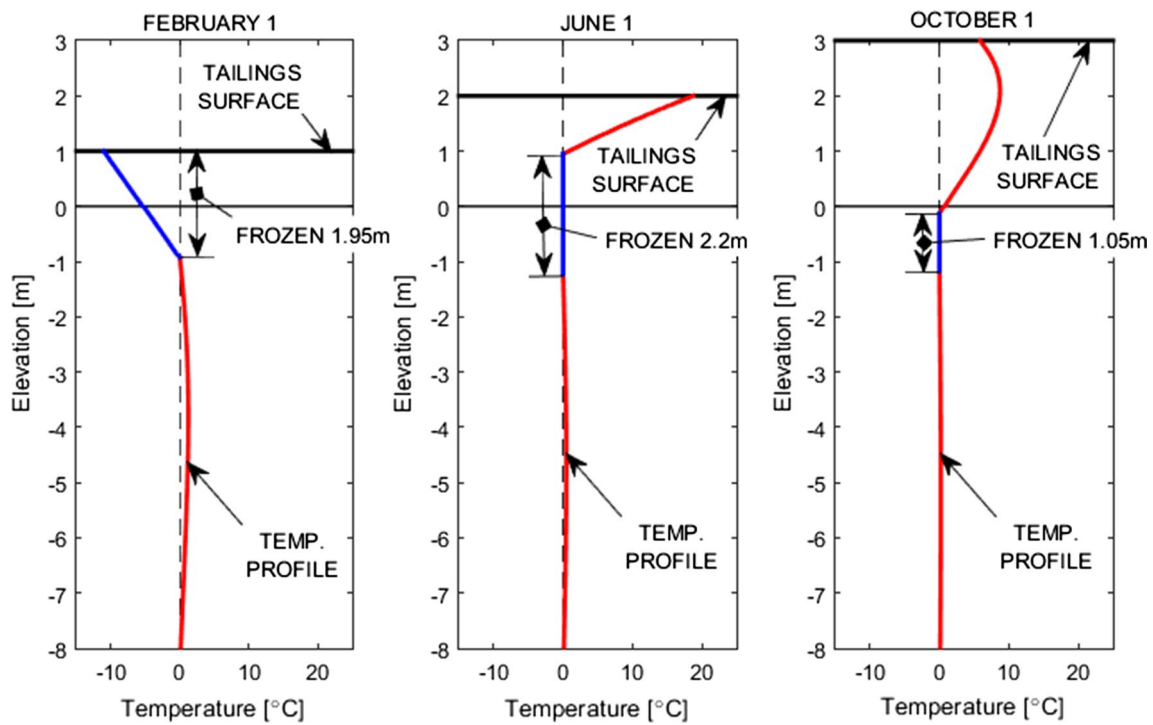 FEBRUARY 1
3
2
1
0
-1
-2
-3
-4
-5
-6
-7
-8
Elevation [m]
TAILINGS
SURFACE
FROZEN 1.95m
TEMP.
PROFILE
-10 0 10 20
Temperature [°C]
JUNE 1
3
2
1
0
-1
-2
-3
-4
-5
-6
-7
-8
Elevation [m]
TAILINGS
SURFACE
FROZEN 2.2m
TEMP.
PROFILE
-10 0 10 20
Temperature [°C]
OCTOBER 1
3
2
1
0
-1
-2
-3
-4
-5
-6
-7
-8
Elevation [m]
TAILINGS
SURFACE
FROZEN 1.05m
TEMP.
PROFILE
-10 0 10 20
Temperature [°C]